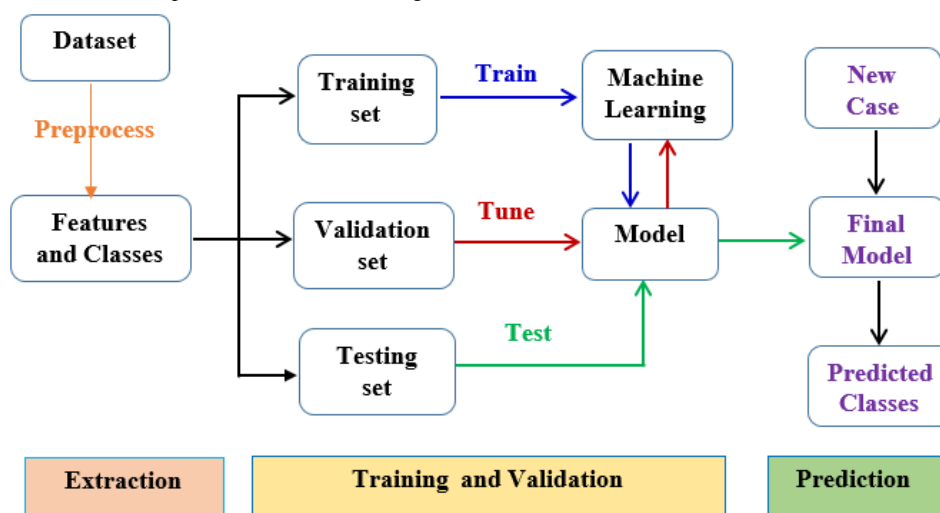 Dataset
Preprocess
Features
and Classes
Training
set
Train
Machine
Learning
Validation
set
Tune
Model
Testing
set
Test
New
Case
Final
Model
Predicted
Classes
Extraction
Training and Validation
Prediction